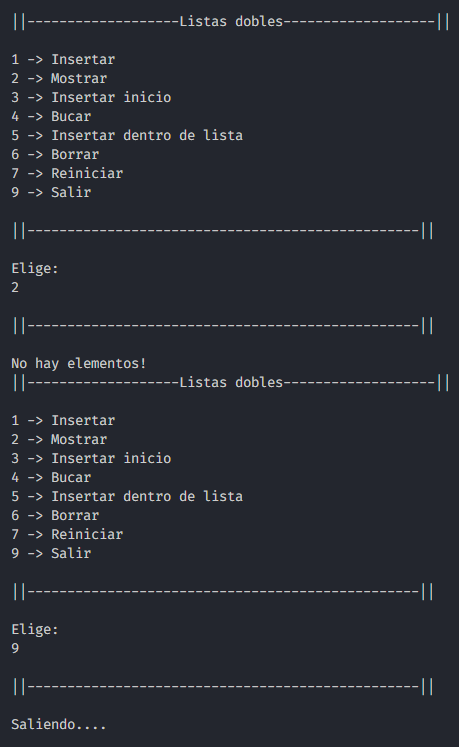 ||-------------------Listas dobles-------------------||
1 -> Insertar
2 -> Mostrar
3 -> Insertar inicio
4 -> Bucar
5 -> Insertar dentro de lista
6 -> Borrar
7 -> Reiniciar
9 -> Salir
||-------------------------------------------------||
Elige:
2
||-------------------------------------------------||
No hay elementos!
||-------------------Listas dobles-------------------||
1 -> Insertar
2 -> Mostrar
3 -> Insertar inicio
4 -> Bucar
5 -> Insertar dentro de lista
6 -> Borrar
7 -> Reiniciar
9 -> Salir
||-------------------------------------------------||
Elige:
9
||-------------------------------------------------||
Saliendo....